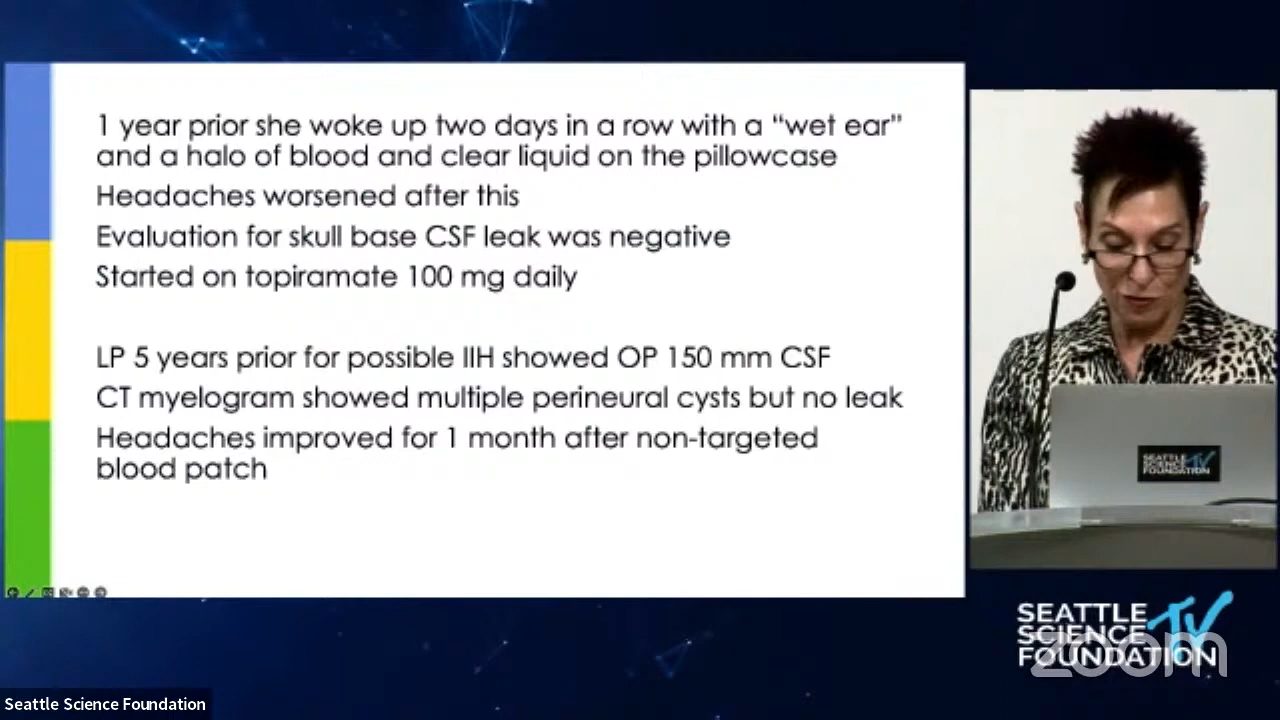 1 year prior she woke up two days in a row with a “wet ear”
and a halo of blood and clear liquid on the pillowcase
Headaches worsened after this
Evaluation for skull base CSF leak was negative
Started on topiramate 100 mg daily
LP 5 years prior for possible IIH showed OP 150 mm CSF
CT myelogram showed multiple perineural cysts but no leak
Headaches improved for 1 month after non-targeted
blood patch
SEATTLE
SCIENCE TV
FOUNDATION
SEATTLE
SCIENCE TV
FOUNDATION
zoom
Seattle Science Foundation